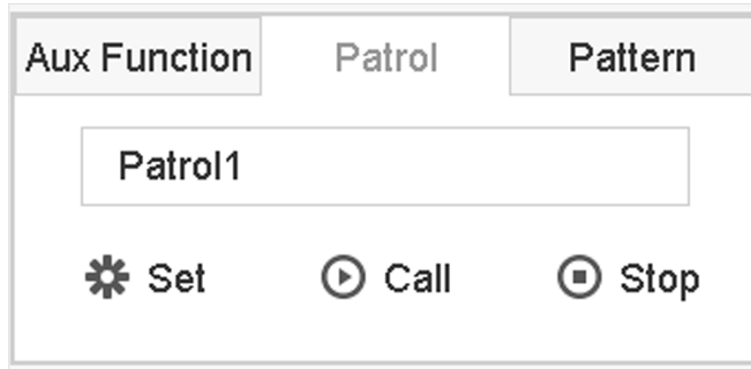 Aux Function Patrol Pattern
Patrol1
Set Call Stop